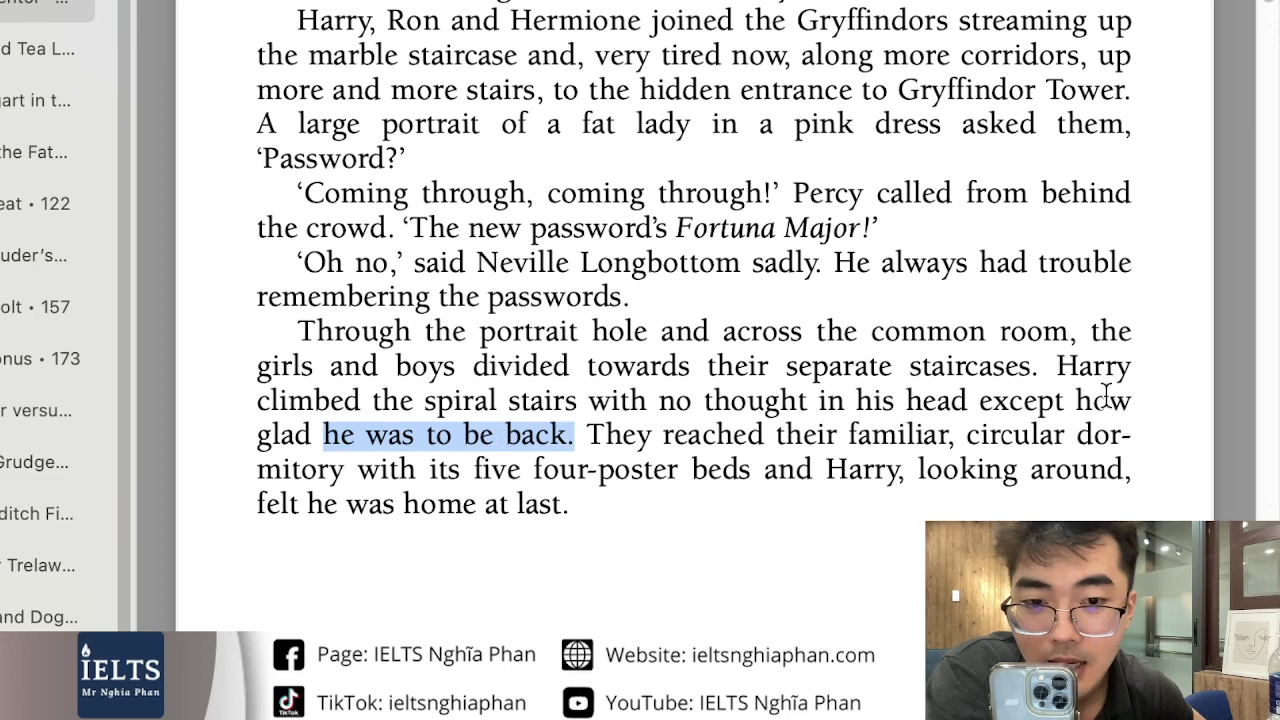 Harry, Ron and Hermione joined the Gryffindors streaming up
the marble staircase and, very tired now, along more corridors, up
more and more stairs, to the hidden entrance to Gryffindor Tower.
A large portrait of a fat lady in a pink dress asked them,
‘Password?’
‘Coming through, coming through!’ Percy called from behind
the crowd. ‘The new password’s Fortuna Major!’
‘Oh no,’ said Neville Longbottom sadly. He always had trouble
remembering the passwords.
Through the portrait hole and across the common room, the
girls and boys divided towards their separate staircases. Harry
climbed the spiral stairs with no thought in his head except how
glad he was to be back. They reached their familiar, circular dor-
mitory with its five four-poster beds and Harry, looking around,
felt he was home at last.
d Tea L...
art in t...
the Fat...
eat • 122
uder’s...
olt • 157
onus • 173
r versu...
Grudge...
ditch Fi...
r Trelaw...
and Dog...
IELTS
Mr Nghia Phan
Page: IELTS Nghĩa Phan
Website: ieltsnghiaphan.com
TikTok
TikTok: ieltsnghiaphan
YouTube: IELTS Nghĩa Phan